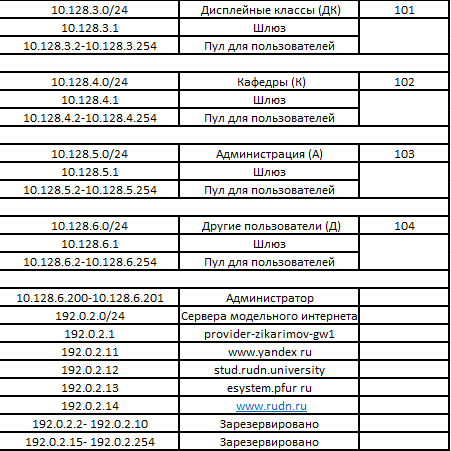 10.128.3.0/24 Дисплейные классы (ДК) 101
10.128.3.1 Шлюз
10.128.3.2-10.128.3.254 Пул для пользователей
10.128.4.0/24 Кафедры (К) 102
10.128.4.1 Шлюз
10.128.4.2-10.128.4.254 Пул для пользователей
10.128.5.0/24 Администрация (А) 103
10.128.5.1 Шлюз
10.128.5.2-10.128.5.254 Пул для пользователей
10.128.6.0/24 Другие пользователи (Д) 104
10.128.6.1 Шлюз
10.128.6.2-10.128.6.254 Пул для пользователей
10.128.6.200-10.128.6.201 Администратор
192.0.2.0/24 Сервера модельного интернета
192.0.2.1 provider-zikarimov-gw1
192.0.2.11 www.yandex ru
192.0.2.12 stud.rudn.university
192.0.2.13 esystem.pfur ru
192.0.2.14 www.rudn.ru
192.0.2.2- 192.0.2.10 Зарезервировано
192.0.2.15- 192.0.2.254 Зарезервировано